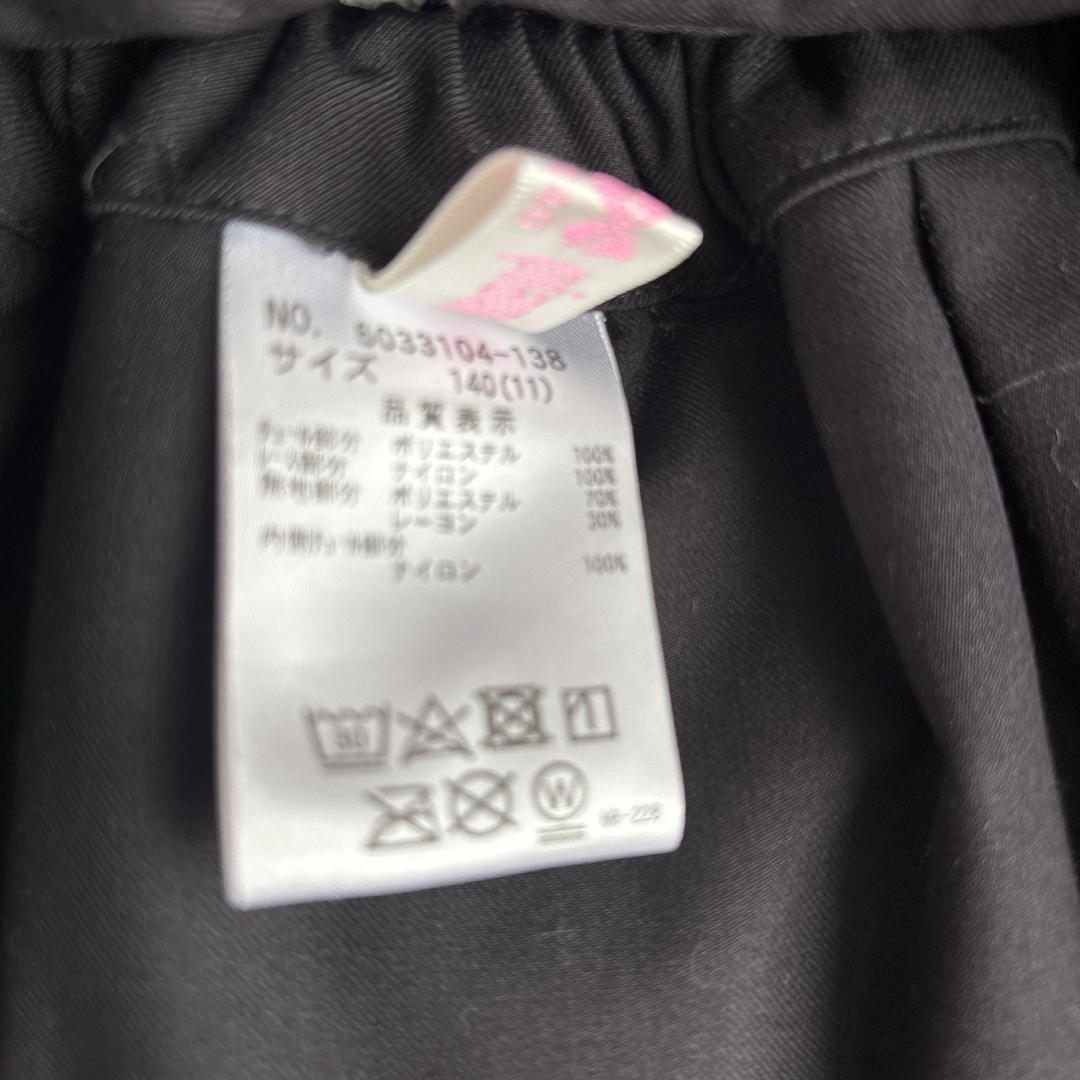 NO. S033104-138
サイズ 140(11)
品質表示
チュール部分 ポリエステル 100%
レース部分 ナイロン 100%
除地部分 ポリエステル 70%
レーヨン 30%
内側チュール部分
ナイロン 100%
30
W